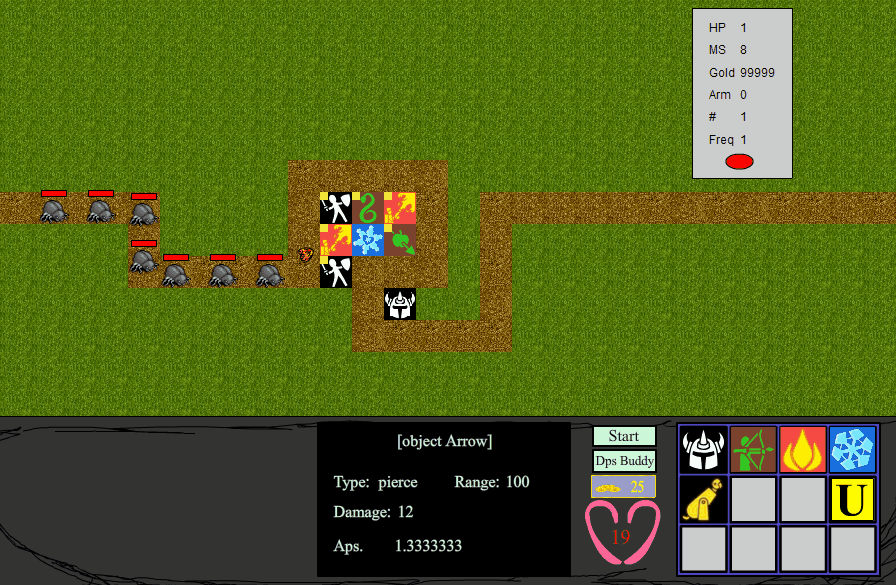 HP 1
MS 8
Gold 99999
Arm 0
# 1
Freq 1
[object Arrow]
Type: pierce Range: 100
Damage: 12
Aps. 1.3333333
Start
Dps Buddy
25
19
U